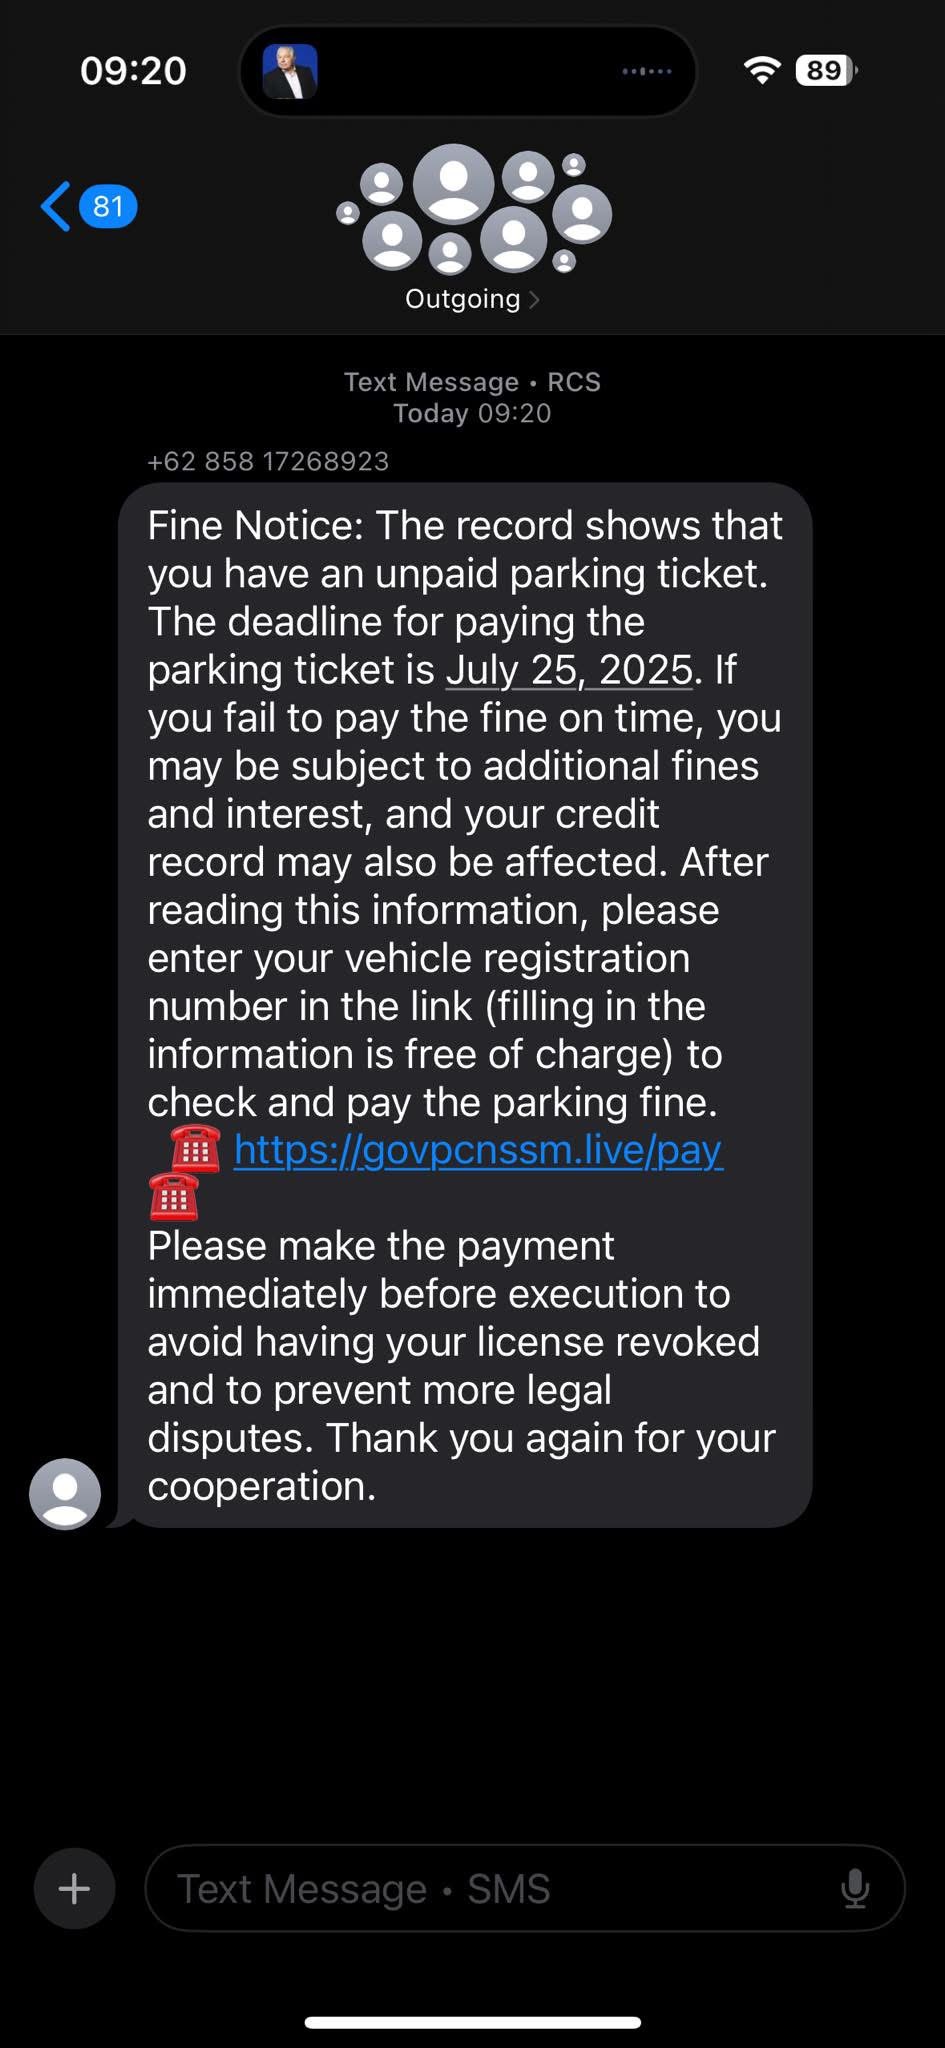 09:20
89
81
Outgoing
Text Message • RCS
Today 09:20
+62 858 17268923
Fine Notice: The record shows that
you have an unpaid parking ticket.
The deadline for paying the
parking ticket is July 25, 2025. If
you fail to pay the fine on time, you
may be subject to additional fines
and interest, and your credit
record may also be affected. After
reading this information, please
enter your vehicle registration
number in the link (filling in the
information is free of charge) to
check and pay the parking fine.
☎️ https://govpcnssm.live/pay
☎️
Please make the payment
immediately before execution to
avoid having your license revoked
and to prevent more legal
disputes. Thank you again for your
cooperation.
Text Message • SMS